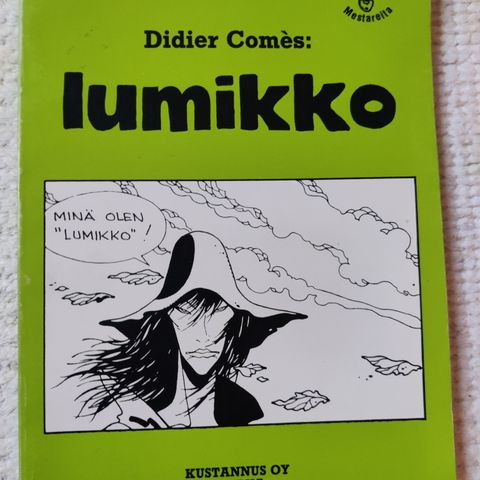 Mestareita
Didier Comès:
lumikko
MINÄ OLEN
"LUMIKKO"!
KUSTANNUS OY